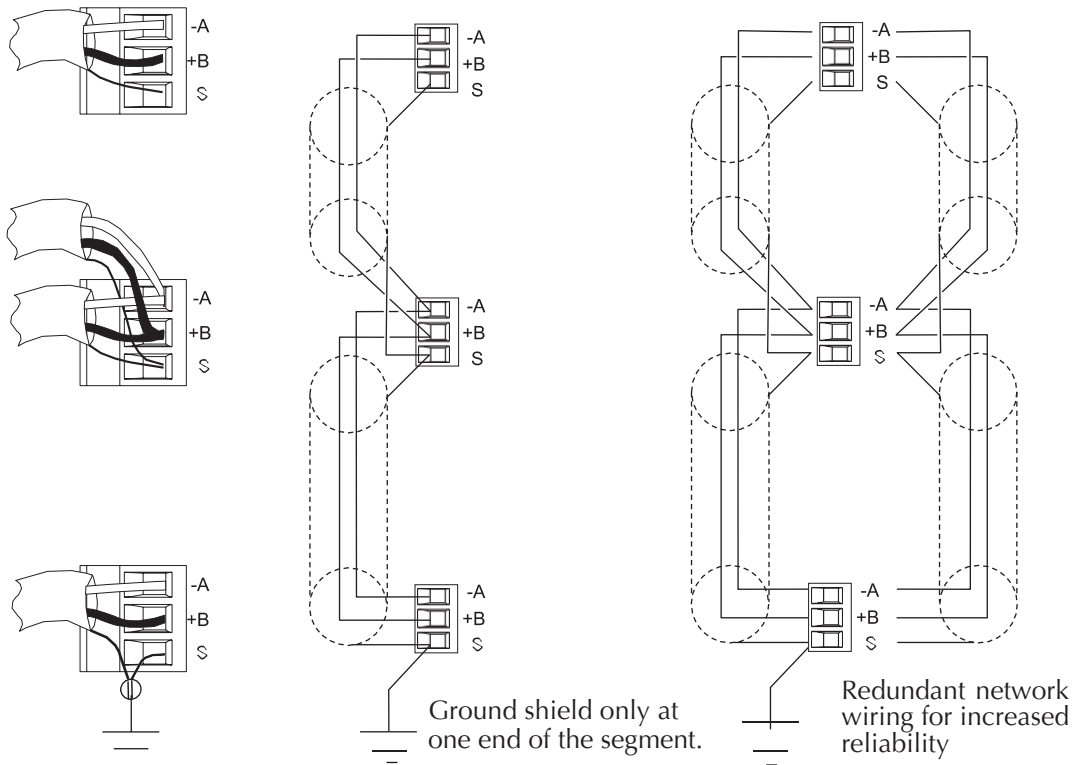 -A
+B
S
-A
+B
S
-A
+B
S
-A
+B
S
-A
+B
S
-A
+B
S
-A
+B
S
-A
+B
S
-A
+B
S
Ground shield only at
one end of the segment.
Redundant network
wiring for increased
reliability